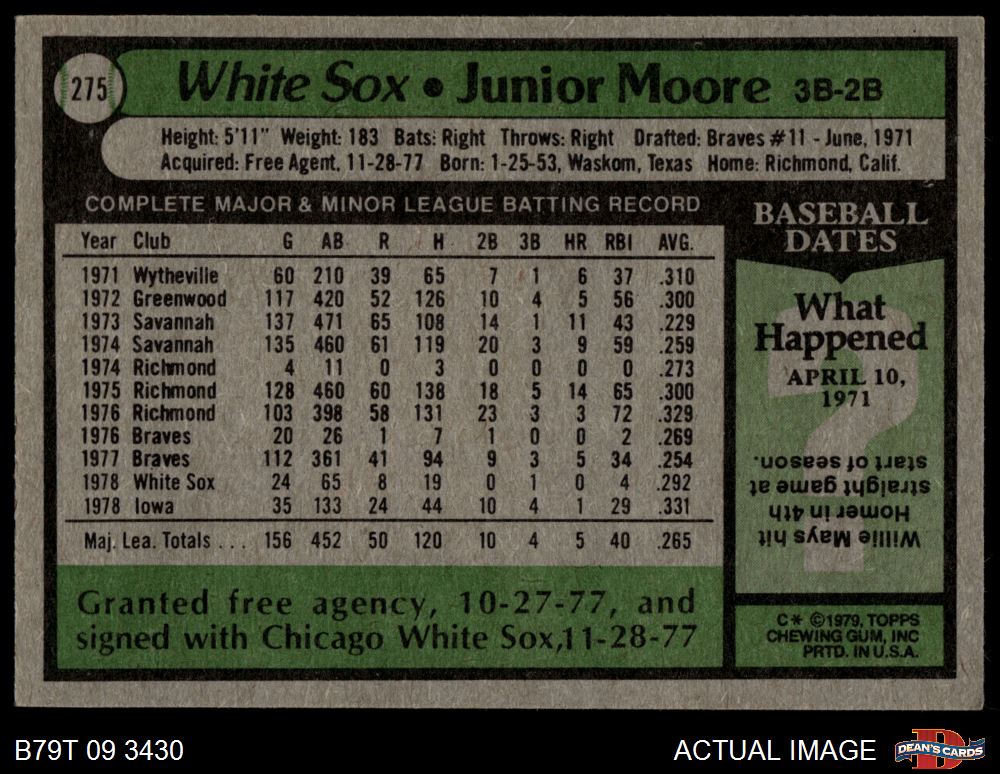 275 White Sox • Junior Moore 3B-2B
Height: 5'11" Weight: 183 Bats: Right Throws: Right Drafted: Braves #11 - June, 1971
Acquired: Free Agent, 11-28-77 Born: 1-25-53, Waskom, Texas Home: Richmond, Calif.
COMPLETE MAJOR & MINOR LEAGUE BATTING RECORD
Year Club G AB R H 2B 3B HR RBI AVG.
1971 Wytheville 60 210 39 65 7 1 6 37 .310
1972 Greenwood 117 420 52 126 10 4 5 56 .300
1973 Savannah 137 471 65 108 14 1 11 43 .229
1974 Savannah 135 460 61 119 20 3 9 59 .259
1974 Richmond 4 11 0 3 0 0 0 0 .273
1975 Richmond 128 460 60 138 18 5 14 65 .300
1976 Richmond 103 398 58 131 23 3 3 72 .329
1976 Braves 20 26 1 7 1 0 0 2 .269
1977 Braves 112 361 41 94 9 3 5 34 .254
1978 White Sox 24 65 8 19 0 1 0 4 .292
1978 Iowa 35 133 24 44 10 4 1 29 .331
Maj. Lea. Totals . . . 156 452 50 120 10 4 5 40 .265
Granted free agency, 10-27-77, and
signed with Chicago White Sox,11-28-77
BASEBALL
DATES
What
Happened
APRIL 10,
1971
Willie Mays hit
Homer in 4th
straight game at
start of season.
C* ©1979, TOPPS
CHEWING GUM, INC
PRTD. IN U.S.A.
B79T 09 3430
ACTUAL IMAGE
D
DEAN'S CARDS